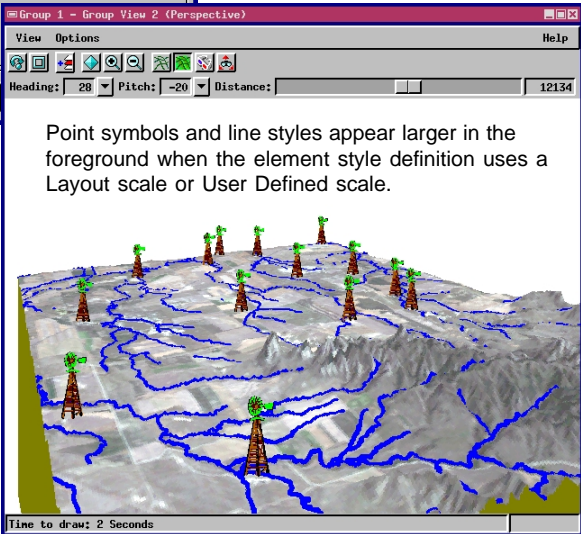 Group 1 - Group View 2 (Perspective)
View Options Help
Heading: 28 Pitch: -20 Distance: 12134
Point symbols and line styles appear larger in the
foreground when the element style definition uses a
Layout scale or User Defined scale.
Time to draw: 2 Seconds